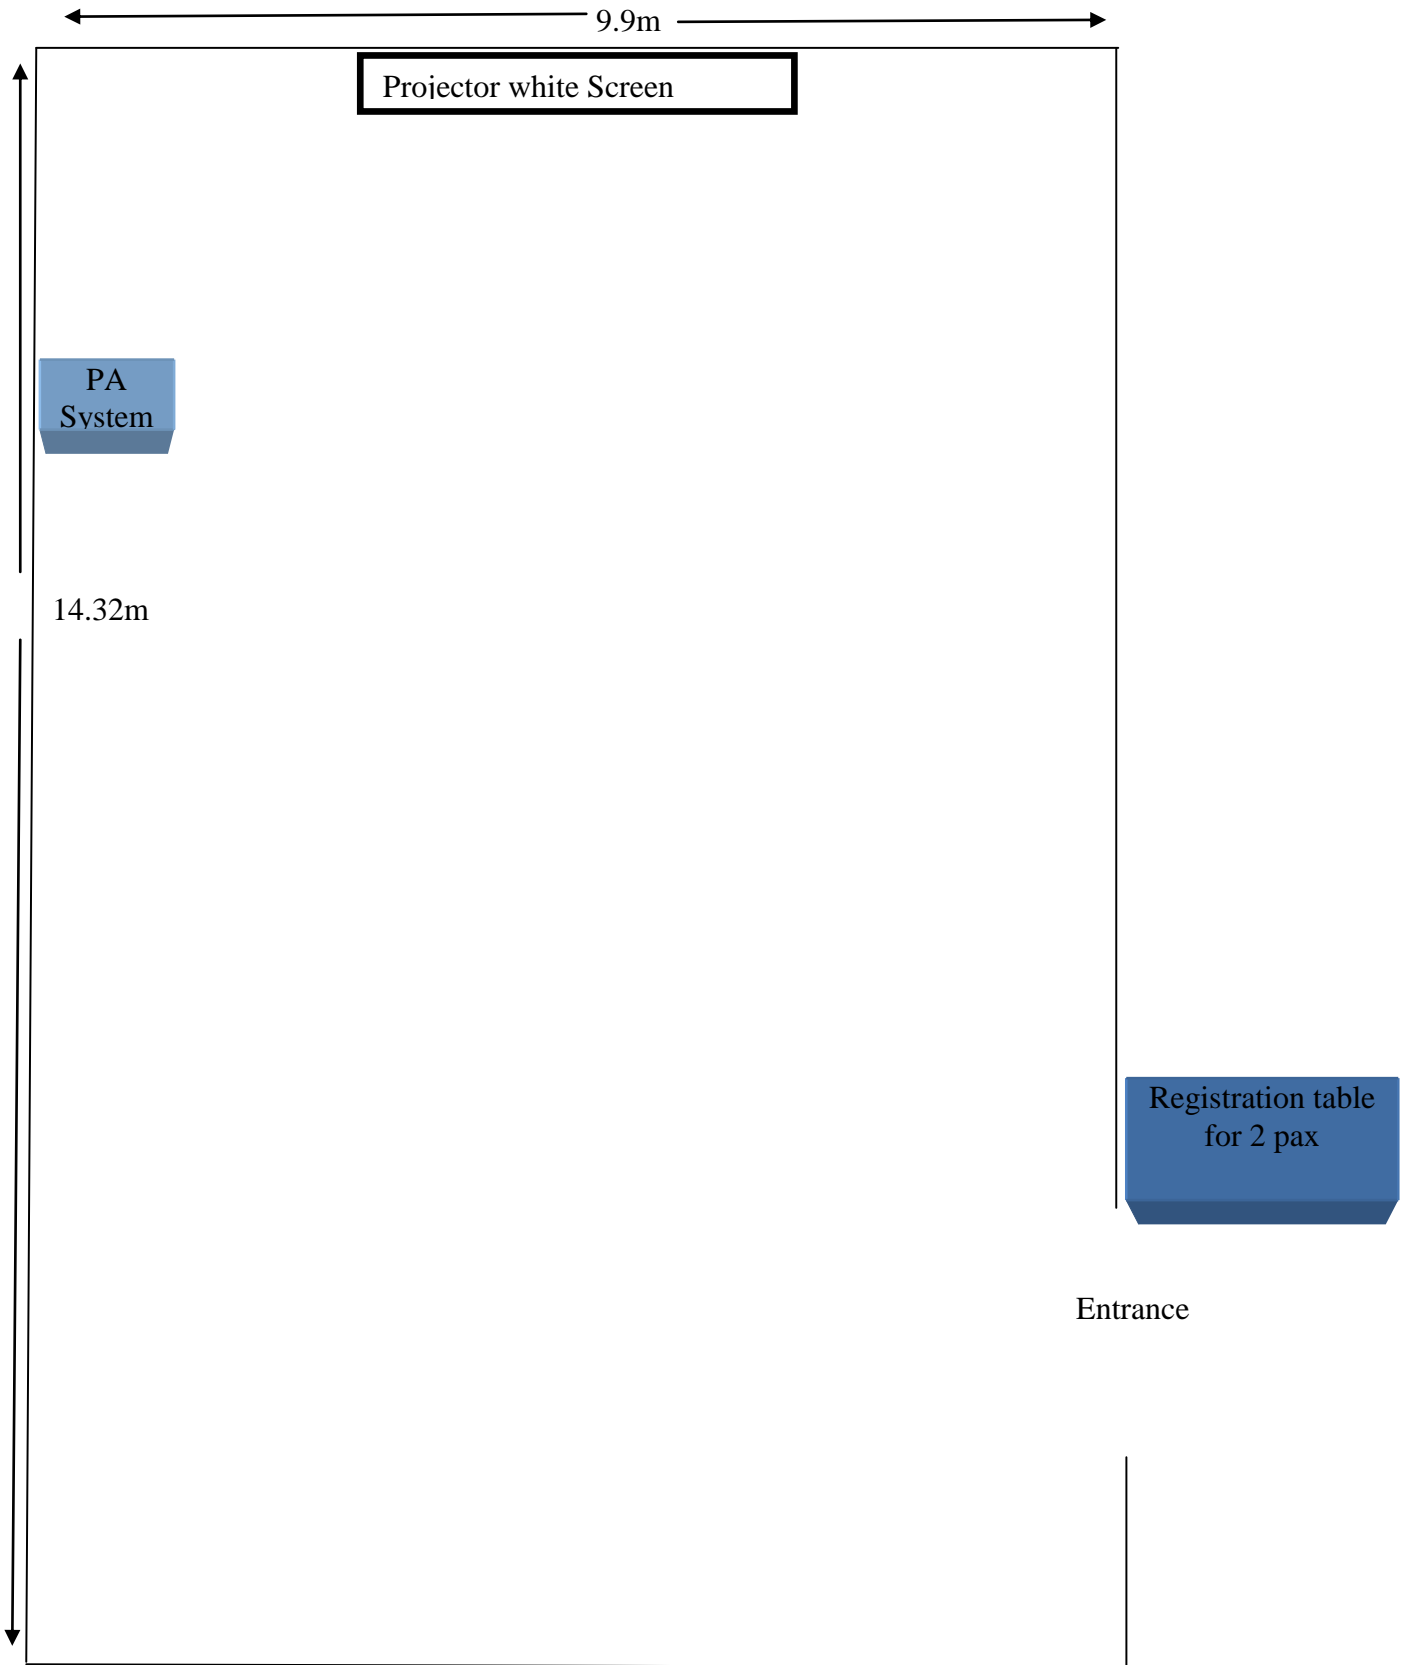 9.9m
Projector white Screen
PA
System
14.32m
Registration table
for 2 pax
Entrance